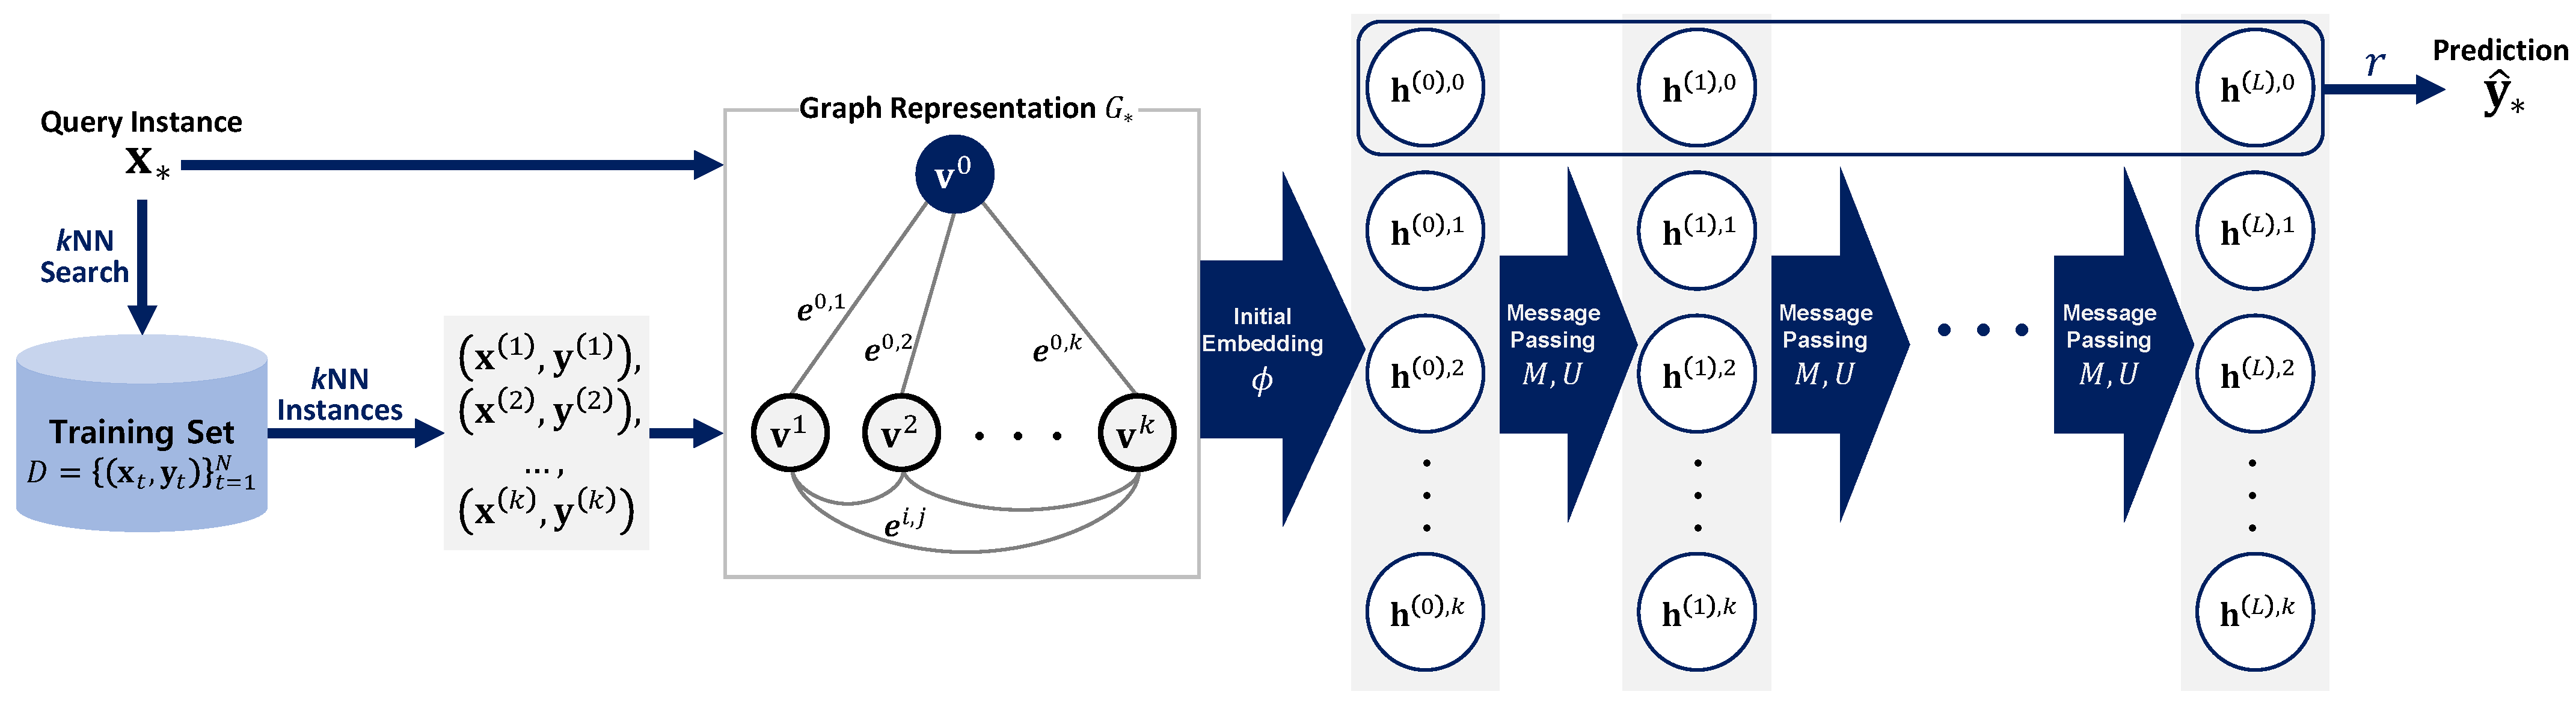 Query Instance
𝐱∗
kNN
Search
Training Set
D = {(𝐱ₜ, 𝐲ₜ)}ᴺₜ₌₁
kNN
Instances
(𝐱⁽¹⁾, 𝐲⁽¹⁾),
(𝐱⁽²⁾, 𝐲⁽²⁾),
…,
(𝐱⁽ᵏ⁾, 𝐲⁽ᵏ⁾)
Graph Representation G∗
𝐯⁰
𝒆⁰,¹
𝒆⁰,²
𝒆⁰,ᵏ
𝐯¹ 𝐯² · · · 𝐯ᵏ
𝒆ⁱ,ʲ
Initial
Embedding
ϕ
𝐡⁽⁰⁾,⁰
𝐡⁽⁰⁾,¹
𝐡⁽⁰⁾,²
𝐡⁽⁰⁾,ᵏ
Message
Passing
M, U
𝐡⁽¹⁾,⁰
𝐡⁽¹⁾,¹
𝐡⁽¹⁾,²
𝐡⁽¹⁾,ᵏ
Message
Passing
M, U
· · ·
Message
Passing
M, U
𝐡⁽ᴸ⁾,⁰
𝐡⁽ᴸ⁾,¹
𝐡⁽ᴸ⁾,²
𝐡⁽ᴸ⁾,ᵏ
r
Prediction
𝐲̂∗